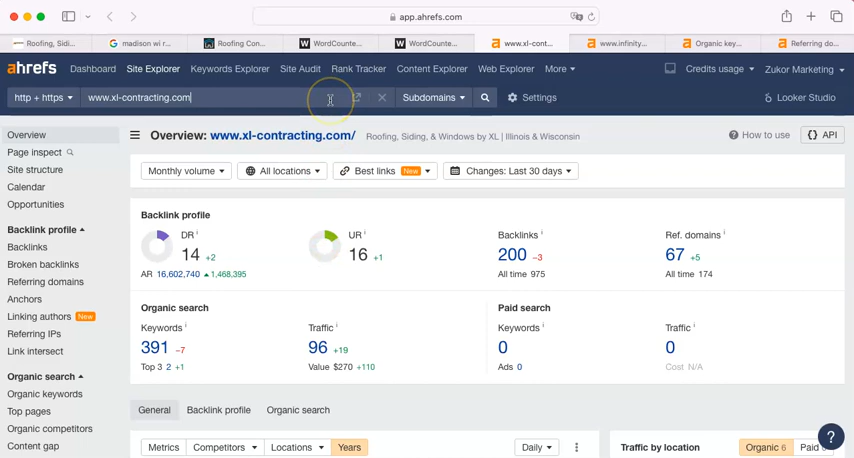 app.ahrefs.com
Roofing, Sidi...
madison wi r...
Roofing Con...
WordCounte...
WordCounte...
www.xl-cont...
www.infinity...
Organic key...
Referring do...
ahrefs
Dashboard
Site Explorer
Keywords Explorer
Site Audit
Rank Tracker
Content Explorer
Web Explorer
More
Credits usage
Zukor Marketing
http + https
www.xl-contracting.com
Subdomains
Settings
Looker Studio
Overview
Page inspect
Site structure
Calendar
Opportunities
Backlink profile
Backlinks
Broken backlinks
Referring domains
Anchors
Linking authors New
Referring IPs
Link intersect
Organic search
Organic keywords
Top pages
Organic competitors
Content gap
Overview: www.xl-contracting.com/
Roofing, Siding, & Windows by XL | Illinois & Wisconsin
How to use
{} API
Monthly volume
All locations
Best links New
Changes: Last 30 days
Backlink profile
DR i
14 +2
AR 16,602,740 ▲ 1,468,395
UR i
16 +1
Backlinks i
200 −3
All time 975
Ref. domains i
67 +5
All time 174
Organic search
Keywords i
391 −7
Top 3 2 +1
Traffic i
96 +19
Value $270 +110
Paid search
Keywords i
0
Ads 0
Traffic i
0
Cost N/A
General
Backlink profile
Organic search
Metrics
Competitors
Locations
Years
Daily
Traffic by location
Organic 6
?